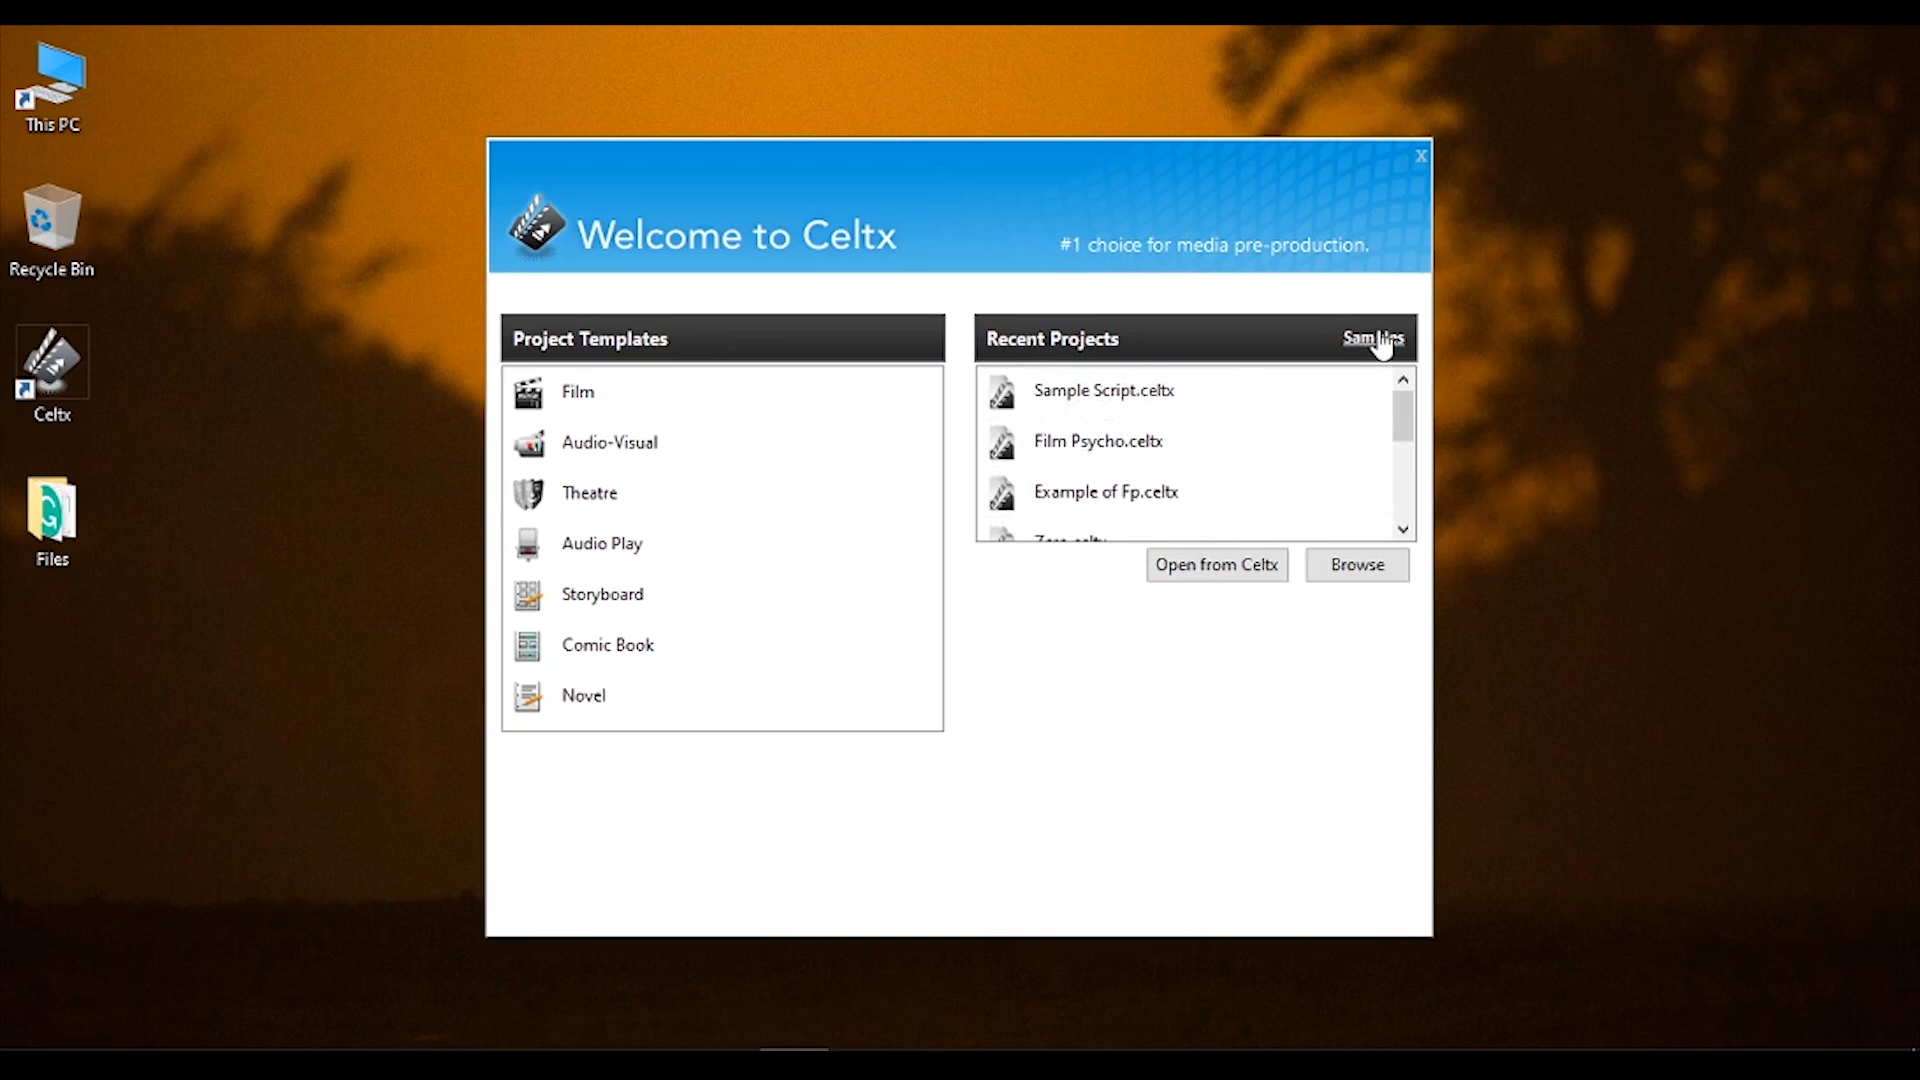 This PC
Recycle Bin
Celtx
Files
x
Welcome to Celtx
#1 choice for media pre-production.
Project Templates
Film
Audio-Visual
Theatre
Audio Play
Storyboard
Comic Book
Novel
Recent Projects
Sample Script.celtx
Film Psycho.celtx
Example of Fp.celtx
Open from Celtx
Browse